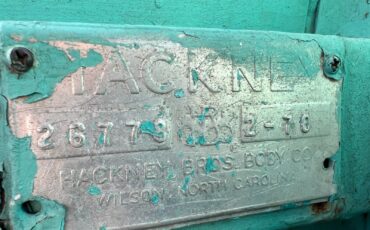 HACKNEY
26773 2-78
HACKNEY BROS. BODY CO.
WILSON, NORTH CAROLINA